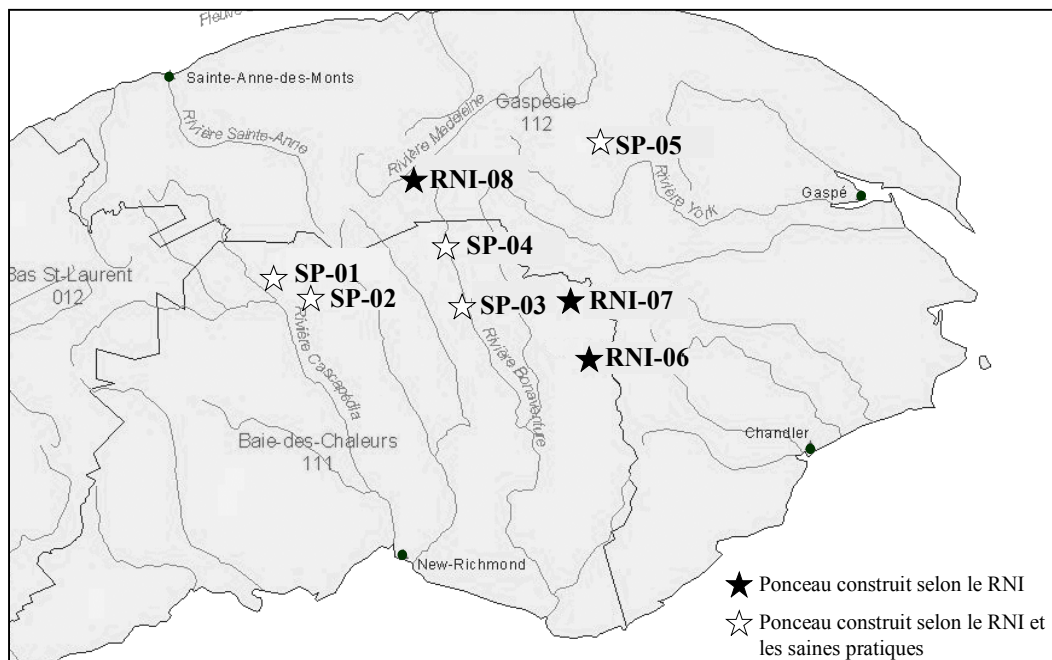 Fleuve
Sainte-Anne-des-Monts
Rivière Sainte-Anne
Rivière Madeleine
Gaspésie
112
SP-05
RNI-08
Rivière York
Gaspé
SP-04
SP-01
SP-02
Bas St-Laurent
012
SP-03
RNI-07
RNI-06
Rivière Cascapédia
Rivière Bonaventure
Baie-des-Chaleurs
111
Chandler
New-Richmond
Ponceau construit selon le RNI
Ponceau construit selon le RNI et
les saines pratiques